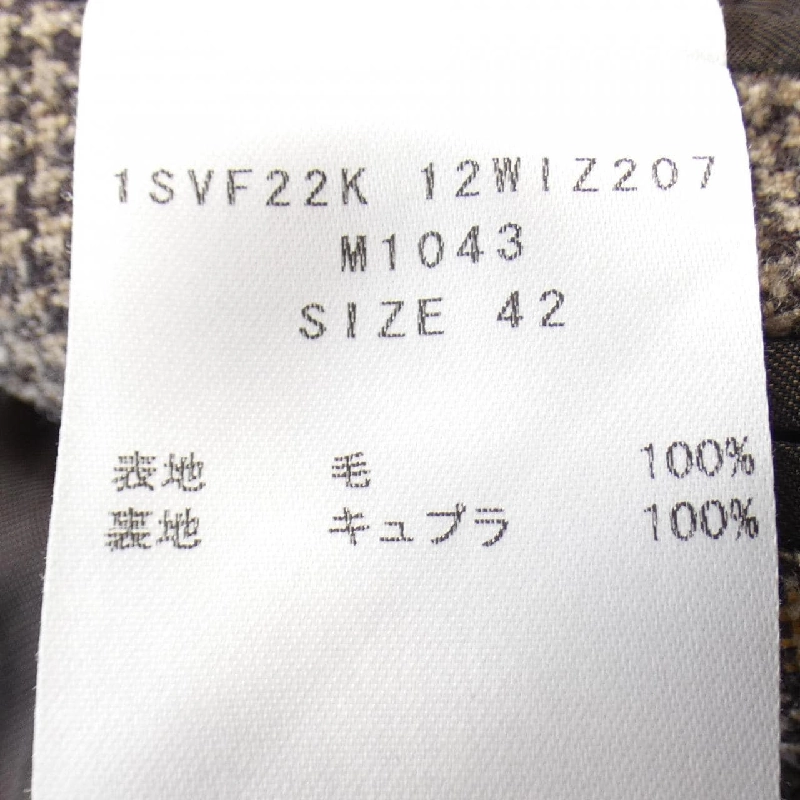 1SVF22K 12WIZ207
M1043
SIZE 42
表地 毛 100%
裏地 キュプラ 100%